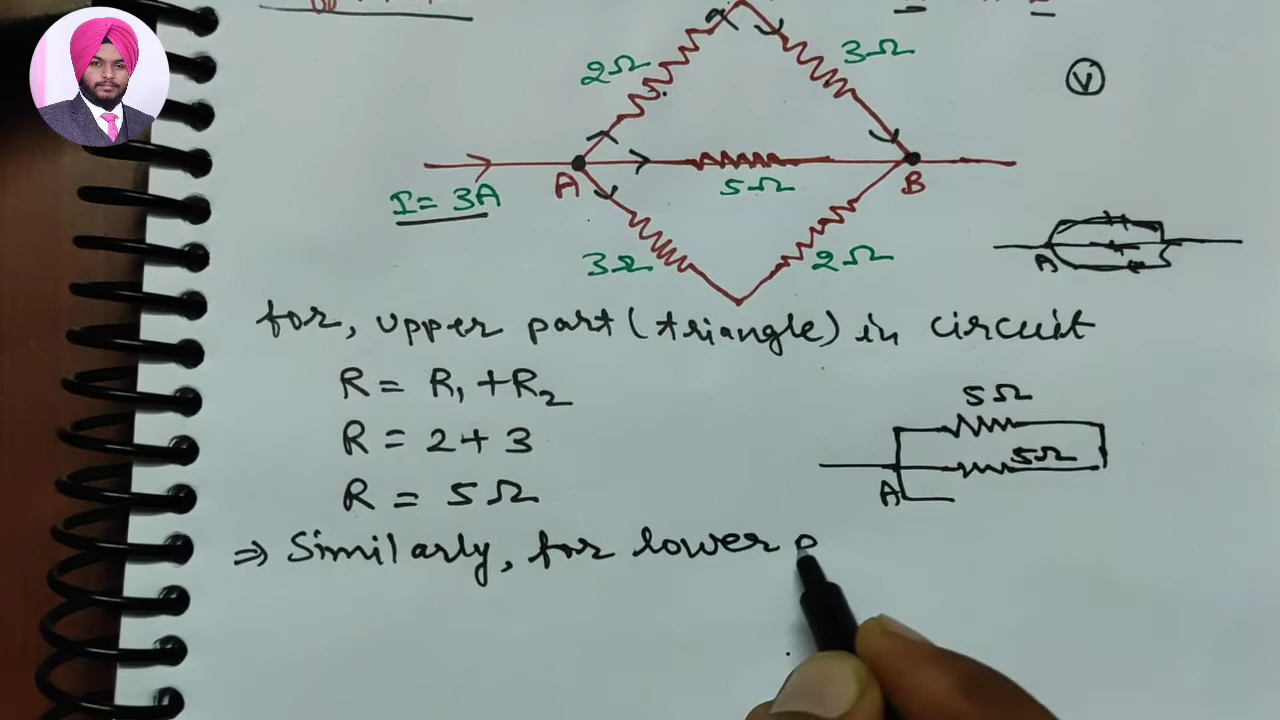 2Ω
3Ω
V
I = 3A
A
5Ω
B
3Ω
2Ω
A
for, upper part (triangle) in circuit
R = R₁ + R₂
R = 2 + 3
R = 5Ω
5Ω
5Ω
A
⇒ Similarly, for lower p